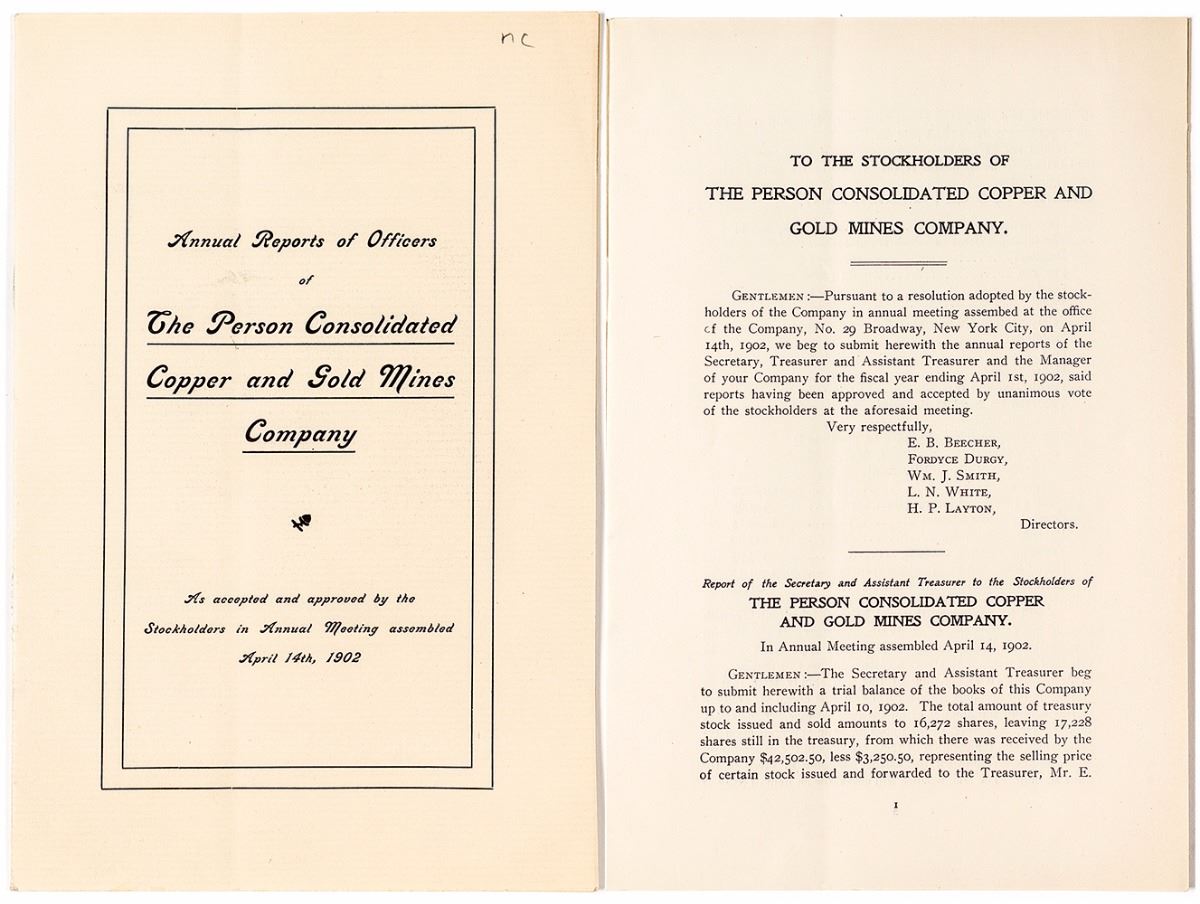 nc
Annual Reports of Officers
of
The Person Consolidated
Copper and Gold Mines
Company
As accepted and approved by the
Stockholders in Annual Meeting assembled
April 14th, 1902
TO THE STOCKHOLDERS OF
THE PERSON CONSOLIDATED COPPER AND
GOLD MINES COMPANY.
GENTLEMEN:—Pursuant to a resolution adopted by the stock-
holders of the Company in annual meeting assembed at the office
of the Company, No. 29 Broadway, New York City, on April
14th, 1902, we beg to submit herewith the annual reports of the
Secretary, Treasurer and Assistant Treasurer and the Manager
of your Company for the fiscal year ending April 1st, 1902, said
reports having been approved and accepted by unanimous vote
of the stockholders at the aforesaid meeting.
Very respectfully,
E. B. BEECHER,
FORDYCE DURGY,
WM. J. SMITH,
L. N. WHITE,
H. P. LAYTON,
Directors.
Report of the Secretary and Assistant Treasurer to the Stockholders of
THE PERSON CONSOLIDATED COPPER
AND GOLD MINES COMPANY.
In Annual Meeting assembled April 14, 1902.
GENTLEMEN:—The Secretary and Assistant Treasurer beg
to submit herewith a trial balance of the books of this Company
up to and including April 10, 1902. The total amount of treasury
stock issued and sold amounts to 16,272 shares, leaving 17,228
shares still in the treasury, from which there was received by the
Company $42,502.50, less $3,250.50, representing the selling price
of certain stock issued and forwarded to the Treasurer, Mr. E.
1